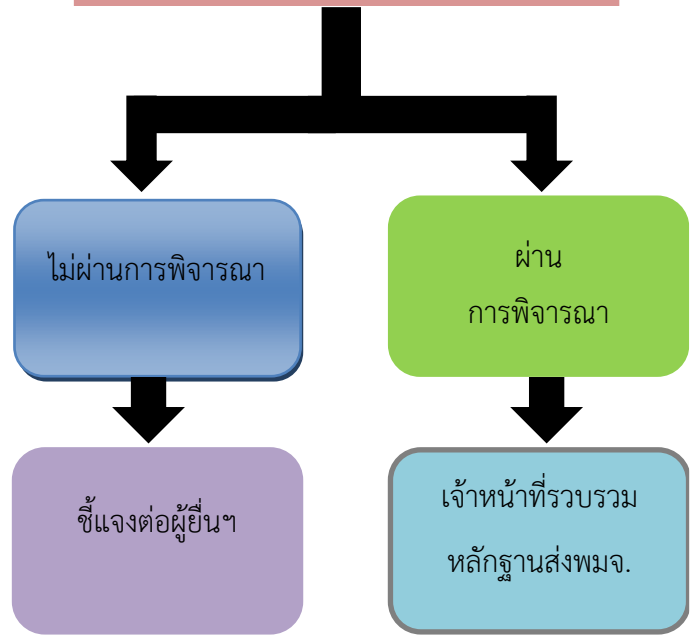 ไม่ผ่านการพิจารณา
ผ่าน
การพิจารณา
ชี้แจงต่อผู้ยื่นฯ
เจ้าหน้าที่รวบรวม
หลักฐานส่งพมจ.